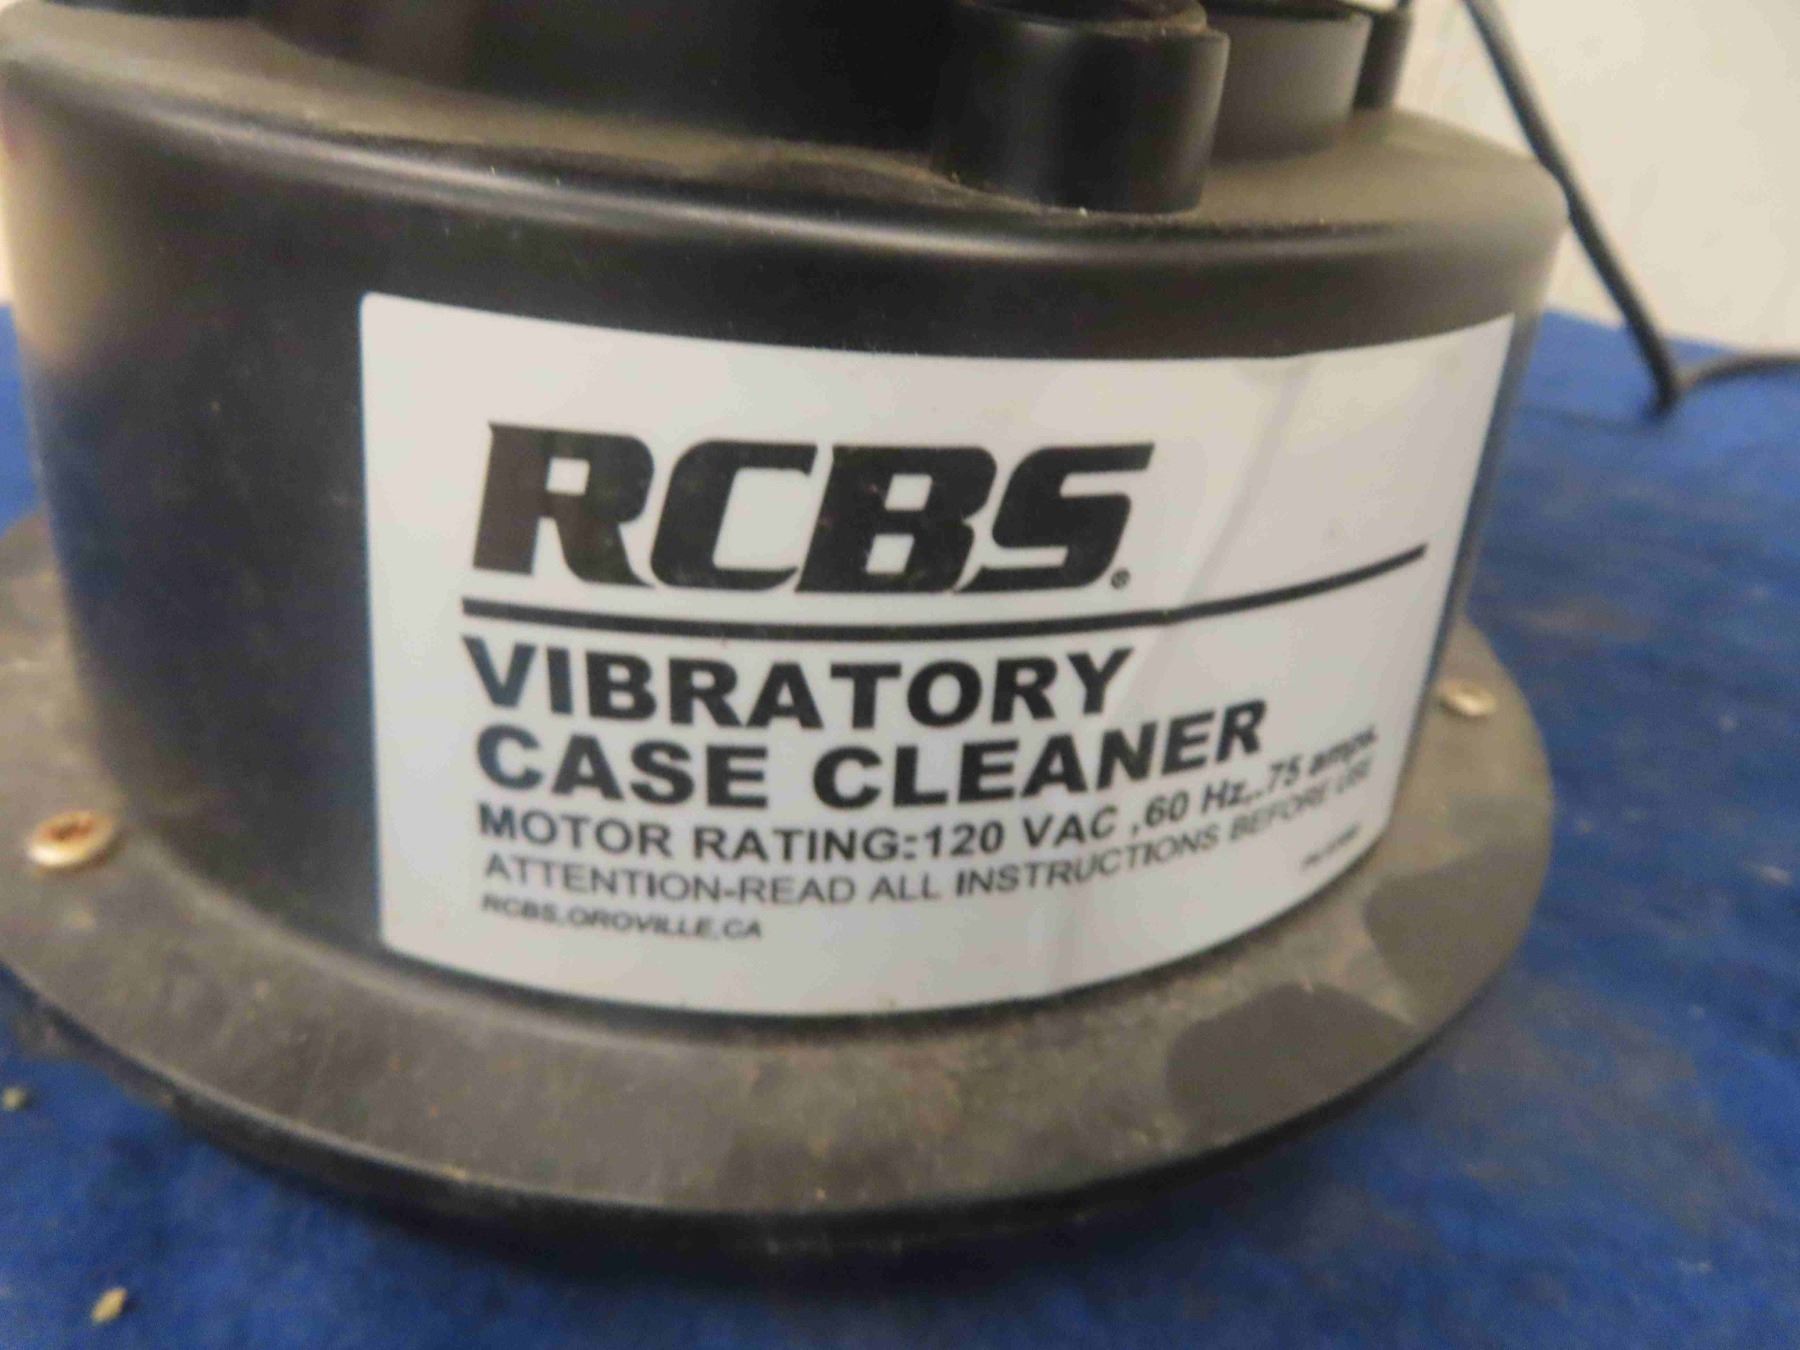 RCBS®
VIBRATORY
CASE CLEANER
MOTOR RATING:120 VAC ,60 Hz,.75 amps.
ATTENTION-READ ALL INSTRUCTIONS BEFORE USE
RCBS,OROVILLE,CA